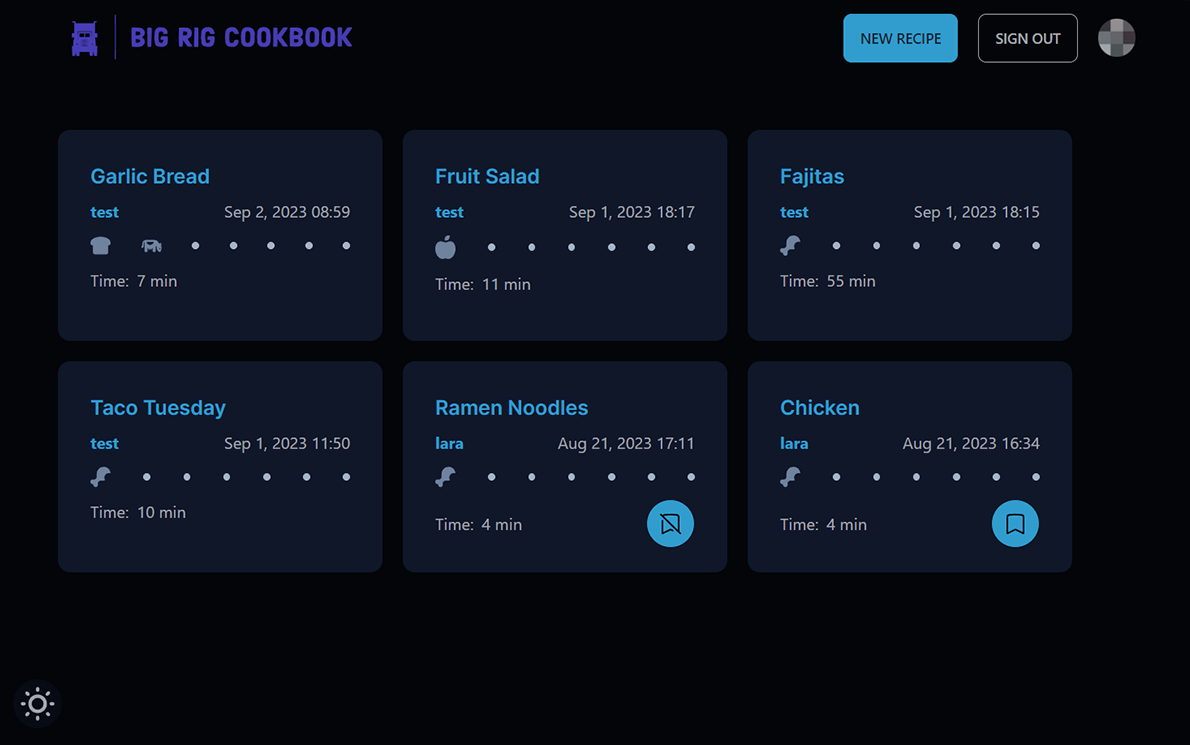 BIG RIG COOKBOOK
NEW RECIPE
SIGN OUT
Garlic Bread
test Sep 2, 2023 08:59
Time: 7 min
Fruit Salad
test Sep 1, 2023 18:17
Time: 11 min
Fajitas
test Sep 1, 2023 18:15
Time: 55 min
Taco Tuesday
test Sep 1, 2023 11:50
Time: 10 min
Ramen Noodles
lara Aug 21, 2023 17:11
Time: 4 min
Chicken
lara Aug 21, 2023 16:34
Time: 4 min